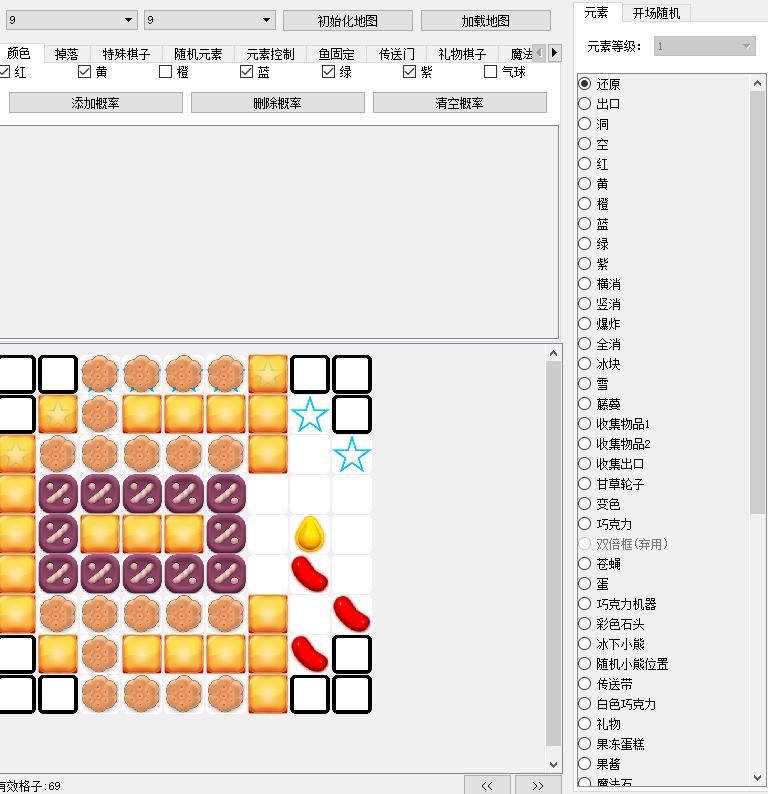 9 9 初始化地图 加载地图
颜色 掉落 特殊棋子 随机元素 元素控制 鱼固定 传送门 礼物棋子 魔法
红 黄 橙 蓝 绿 紫 气球
添加概率 删除概率 清空概率
有效格子:69
<< >>
元素 开场随机
元素等级: 1
还原
出口
洞
空
红
黄
橙
蓝
绿
紫
横消
竖消
爆炸
全消
冰块
雪
藤蔓
收集物品1
收集物品2
收集出口
甘草轮子
变色
巧克力
双倍框(弃用)
苍蝇
蛋
巧克力机器
彩色石头
冰下小熊
随机小熊位置
传送带
白色巧克力
礼物
果冻蛋糕
果酱
魔法石